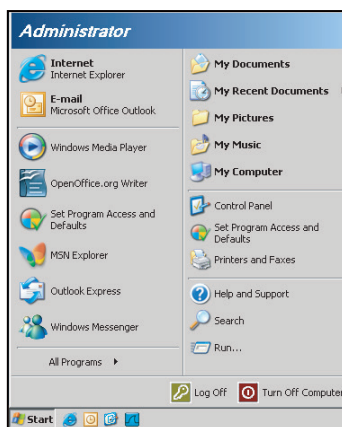 Administrator
Internet
Internet Explorer
E-mail
Microsoft Office Outlook
Windows Media Player
OpenOffice.org Writer
Set Program Access and
Defaults
MSN Explorer
Outlook Express
Windows Messenger
All Programs
My Documents
My Recent Documents
My Pictures
My Music
My Computer
Control Panel
Set Program Access and
Defaults
Printers and Faxes
Help and Support
Search
Run...
Log Off
Turn Off Computer
Start